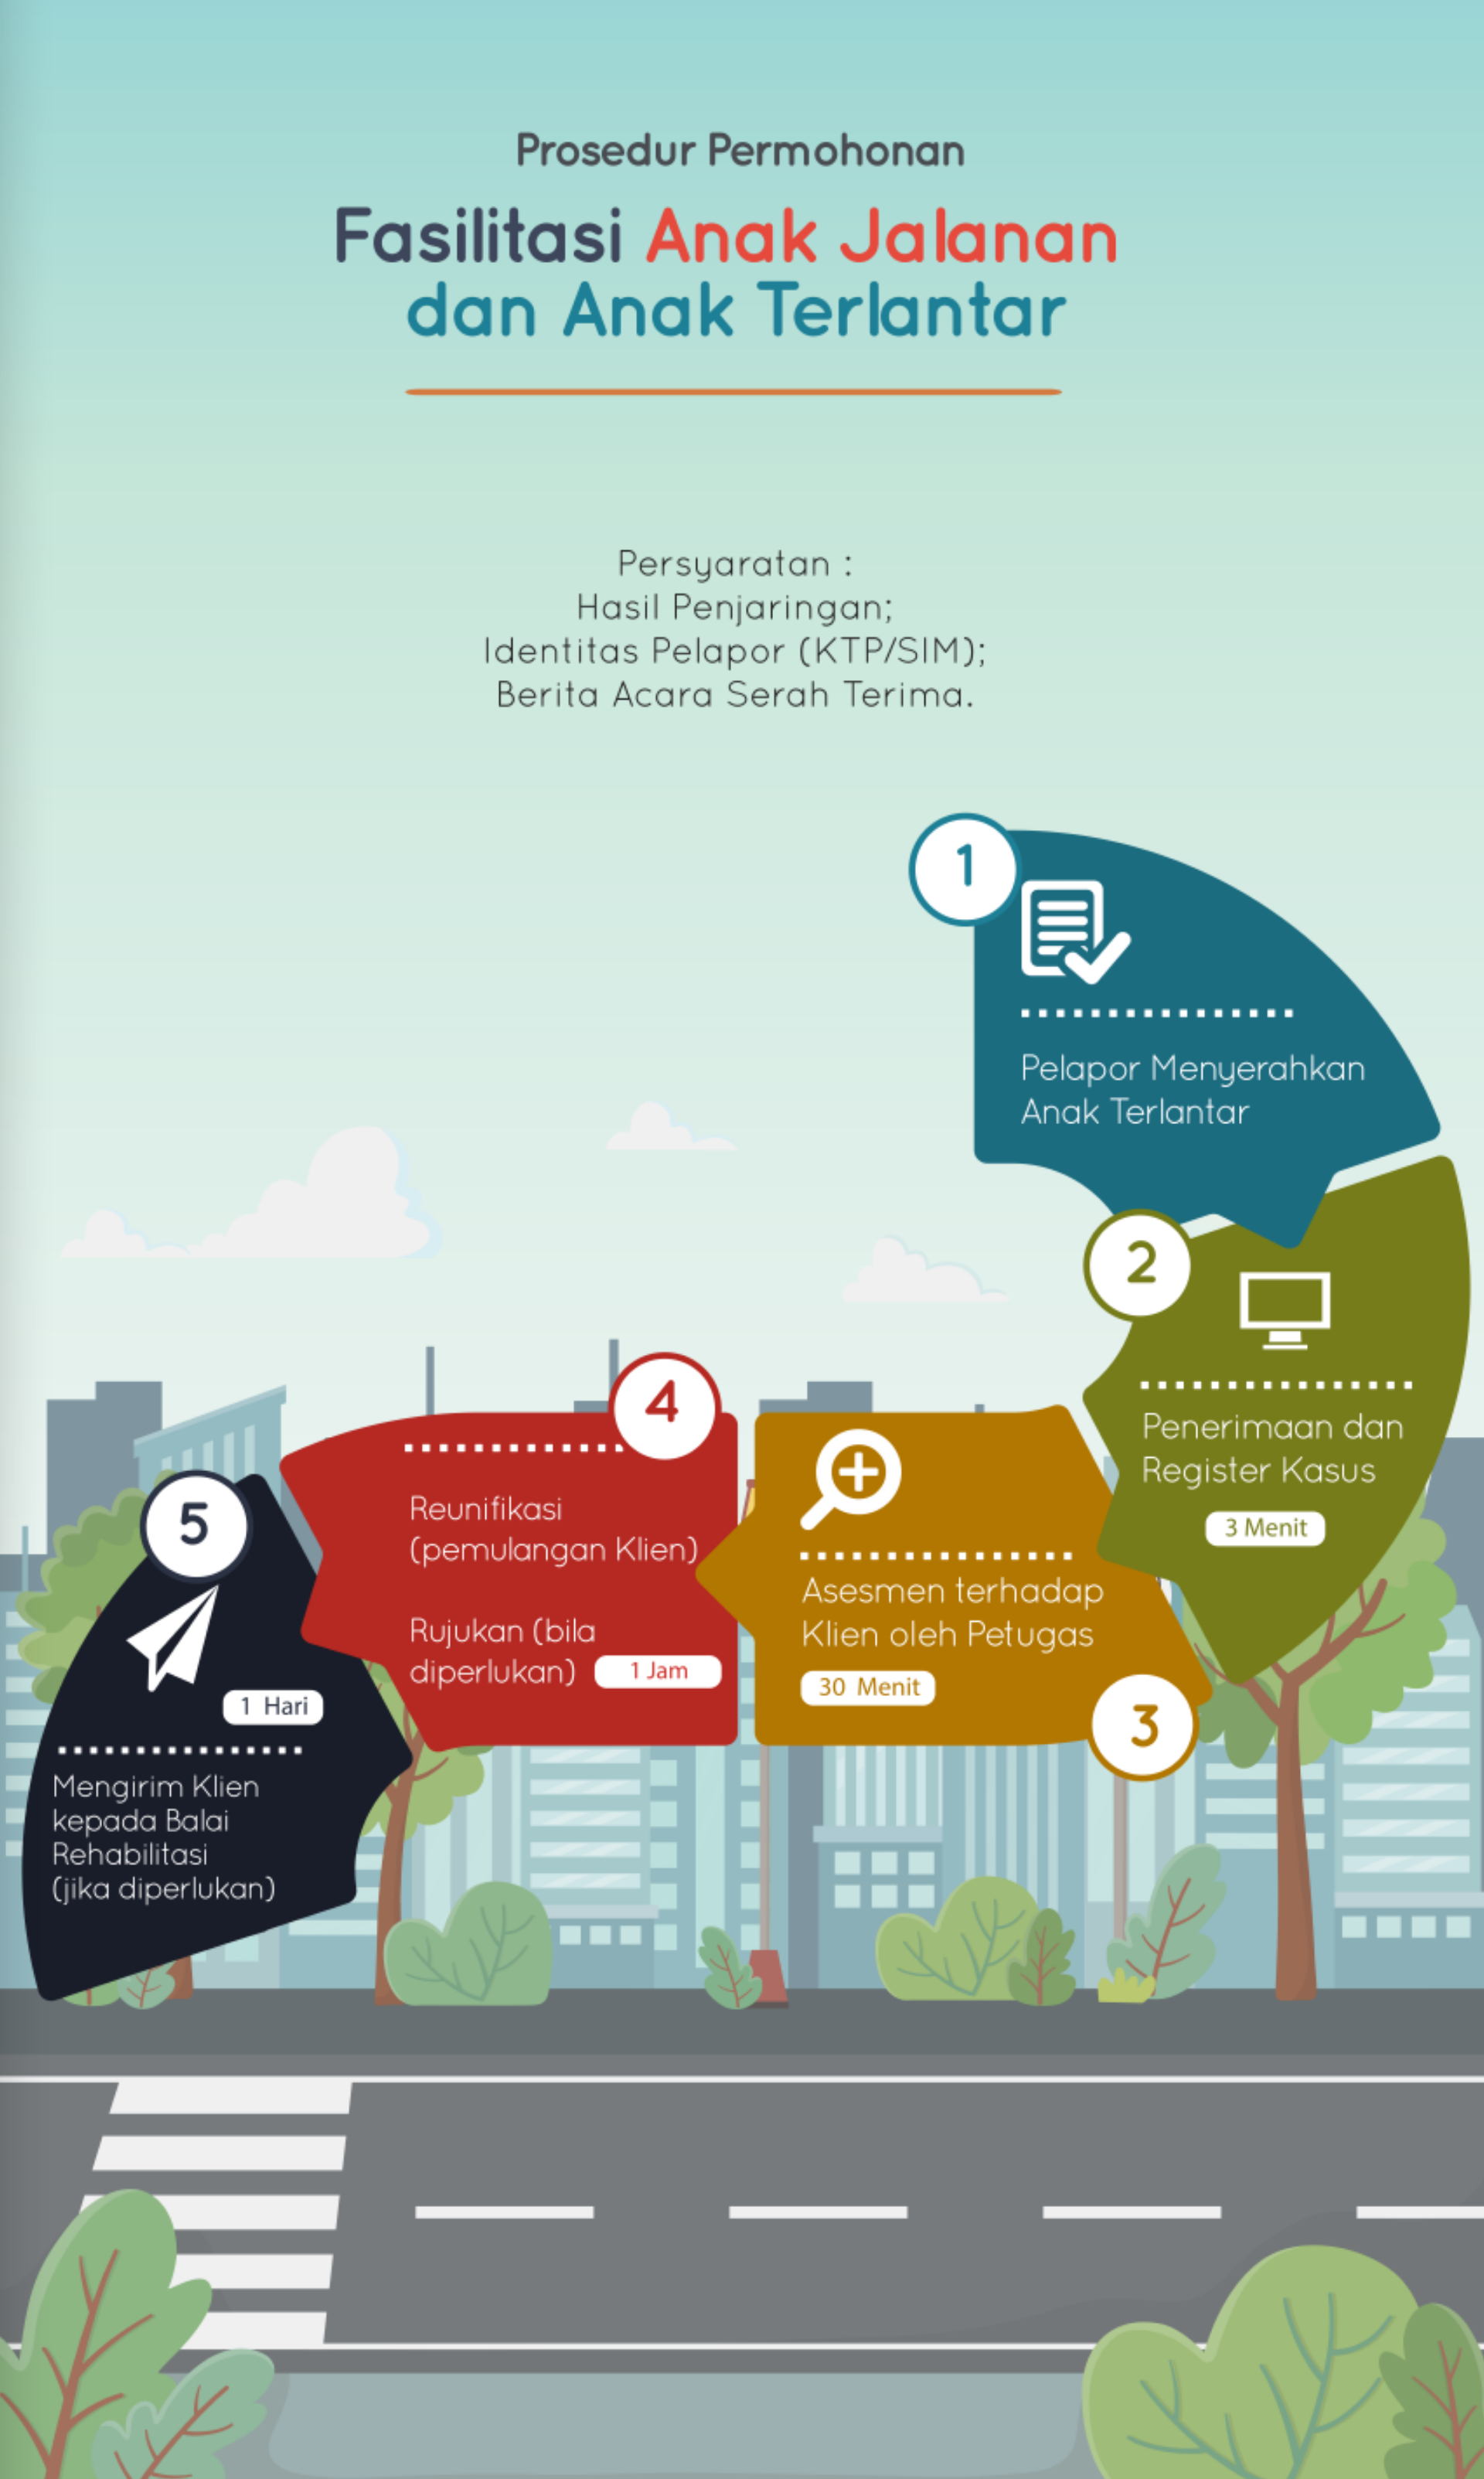 Prosedur Permohonan
Fasilitasi Anak Jalanan
dan Anak Terlantar
Persyaratan :
Hasil Penjaringan;
Identitas Pelapor (KTP/SIM);
Berita Acara Serah Terima.
1
Pelapor Menyerahkan
Anak Terlantar
2
Penerimaan dan
Register Kasus
3 Menit
3
Asesmen terhadap
Klien oleh Petugas
30 Menit
4
Reunifikasi
(pemulangan Klien)
Rujukan (bila
diperlukan) 1 Jam
5
1 Hari
Mengirim Klien
kepada Balai
Rehabilitasi
(jika diperlukan)